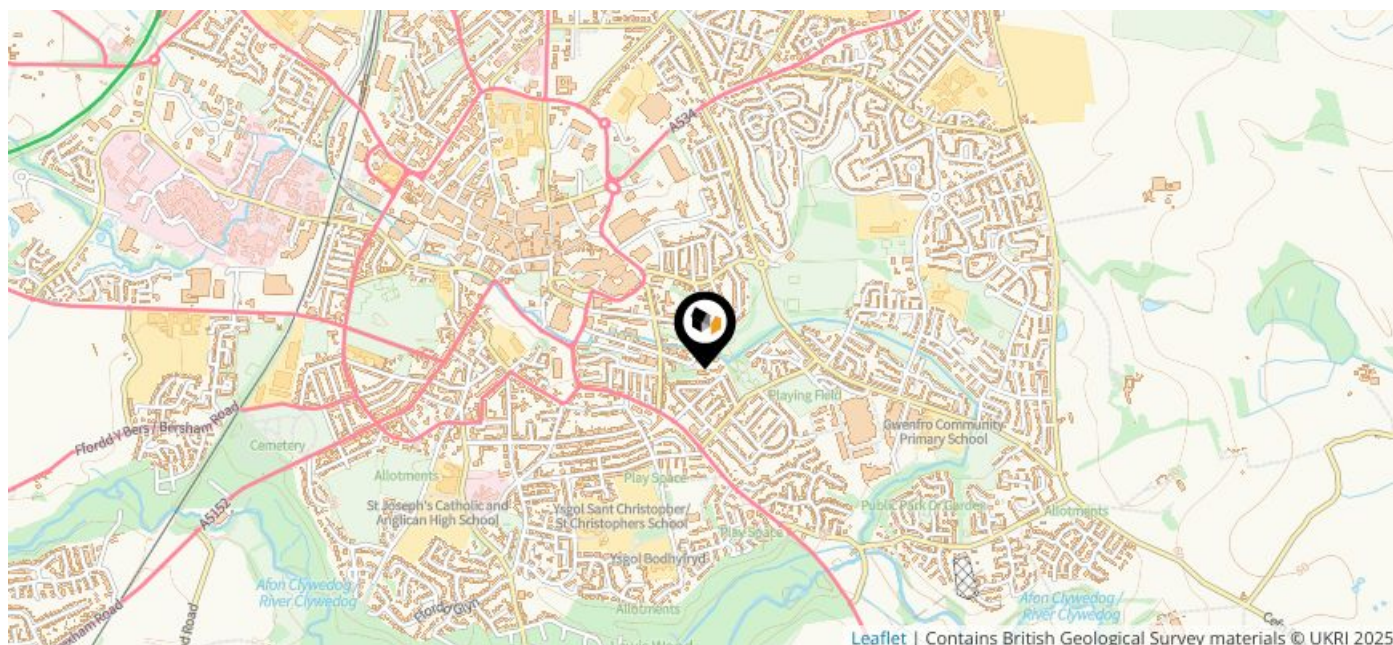 A534
Playing Field
Ffordd Y Bers / Bersham Road
Cemetery
Gwenfro Community
Primary School
Allotments
Play Space
St Joseph's Catholic and
Anglican High School
Ysgol Sant Christopher/
St Christophers School
Public Park Or Garden
Allotments
A5152
Play Space
Ysgol Bodhyfryd
Afon Clywedog /
River Clywedog
Ffordd Glyn
Allotments
Afon Clywedog /
River Clywedog
Road
Leaflet | Contains British Geological Survey materials © UKRI 2025
50